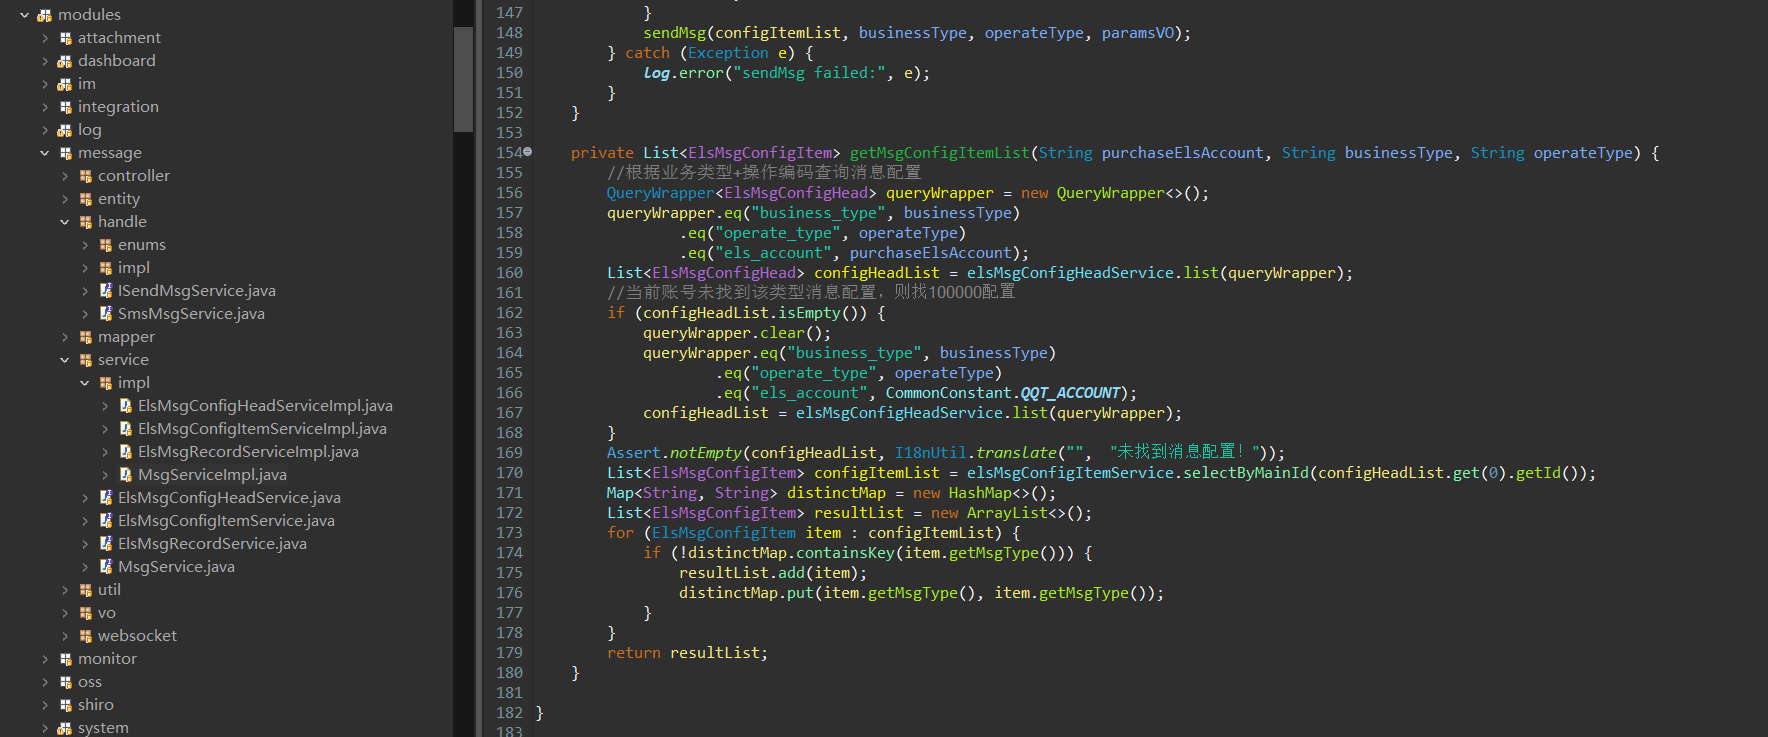 modules
attachment
dashboard
im
integration
log
message
controller
entity
handle
enums
impl
ISendMsgService.java
SmsMsgService.java
mapper
service
impl
ElsMsgConfigHeadServiceImpl.java
ElsMsgConfigItemServiceImpl.java
ElsMsgRecordServiceImpl.java
MsgServiceImpl.java
ElsMsgConfigHeadService.java
ElsMsgConfigItemService.java
ElsMsgRecordService.java
MsgService.java
util
vo
websocket
monitor
oss
shiro
system
147 }
148 sendMsg(configItemList, businessType, operateType, paramsVO);
149 } catch (Exception e) {
150 log.error("sendMsg failed:", e);
151 }
152 }
153
154 private List<ElsMsgConfigItem> getMsgConfigItemList(String purchaseElsAccount, String businessType, String operateType) {
155 //根据业务类型+操作编码查询消息配置
156 QueryWrapper<ElsMsgConfigHead> queryWrapper = new QueryWrapper<>();
157 queryWrapper.eq("business_type", businessType)
158 .eq("operate_type", operateType)
159 .eq("els_account", purchaseElsAccount);
160 List<ElsMsgConfigHead> configHeadList = elsMsgConfigHeadService.list(queryWrapper);
161 //当前账号未找到该类型消息配置，则找100000配置
162 if (configHeadList.isEmpty()) {
163 queryWrapper.clear();
164 queryWrapper.eq("business_type", businessType)
165 .eq("operate_type", operateType)
166 .eq("els_account", CommonConstant.QQT_ACCOUNT);
167 configHeadList = elsMsgConfigHeadService.list(queryWrapper);
168 }
169 Assert.notEmpty(configHeadList, I18nUtil.translate("", "未找到消息配置！"));
170 List<ElsMsgConfigItem> configItemList = elsMsgConfigItemService.selectByMainId(configHeadList.get(0).getId());
171 Map<String, String> distinctMap = new HashMap<>();
172 List<ElsMsgConfigItem> resultList = new ArrayList<>();
173 for (ElsMsgConfigItem item : configItemList) {
174 if (!distinctMap.containsKey(item.getMsgType())) {
175 resultList.add(item);
176 distinctMap.put(item.getMsgType(), item.getMsgType());
177 }
178 }
179 return resultList;
180 }
181
182 }
183